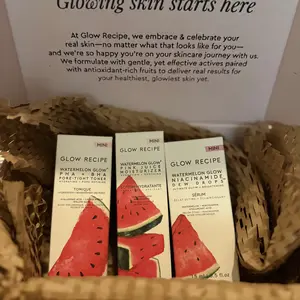 Glowing skin starts here
At Glow Recipe, we embrace & celebrate your
real skin—no matter what that looks like for you—
and we're so happy you're on your skincare journey with us.
We formulate with gentle, yet effective actives paired
with antioxidant-rich fruits to deliver real results for
your healthiest, glowiest skin yet.
MINI
GLOW RECIPE
WATERMELON GLOW
PHA + BHA
PORE-TIGHT TONER
TONIQUE
MINI
GLOW RECIPE
WATERMELON GLOW
PINK JUICE
MOISTURIZER
HYDRATANTE
MINI
GLOW RECIPE
WATERMELON GLOW
NIACINAMIDE
DEW DROPS
SÉRUM